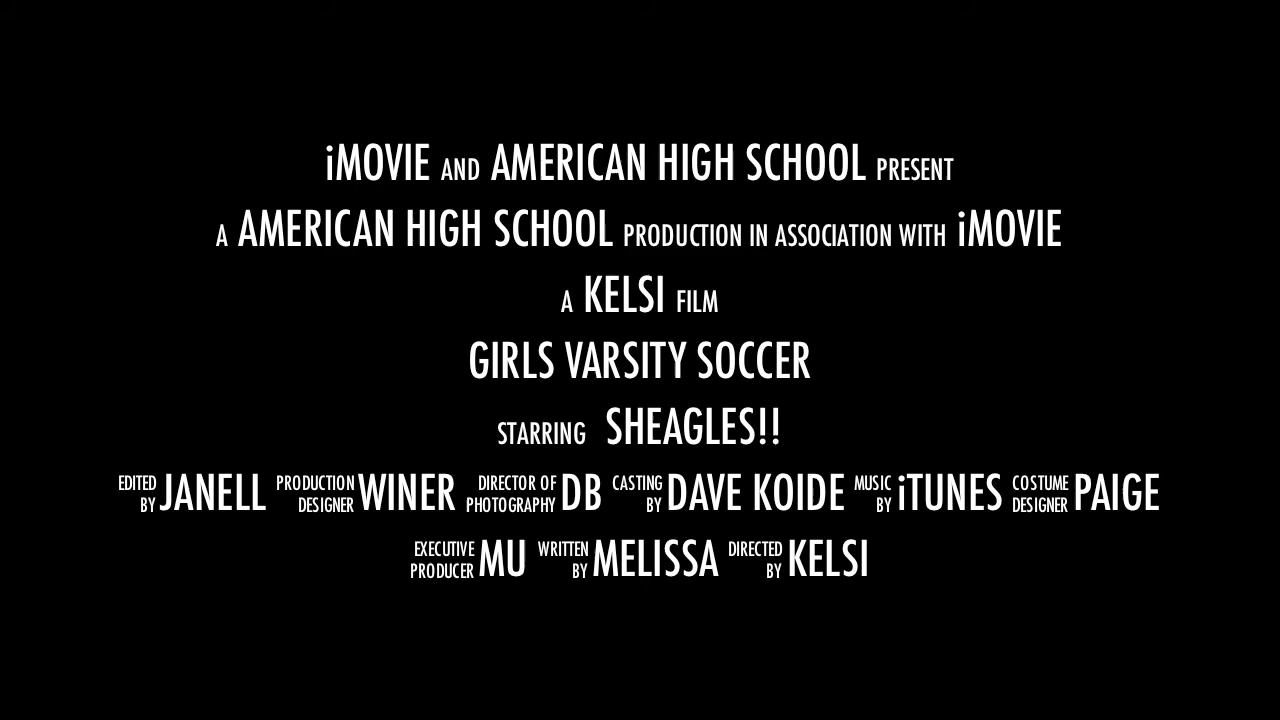 iMOVIE AND AMERICAN HIGH SCHOOL PRESENT
A AMERICAN HIGH SCHOOL PRODUCTION IN ASSOCIATION WITH iMOVIE
A KELSI FILM
GIRLS VARSITY SOCCER
STARRING SHEAGLES!!
EDITED BY JANELL PRODUCTION DESIGNER WINER DIRECTOR OF PHOTOGRAPHY DB CASTING BY DAVE KOIDE MUSIC BY iTUNES COSTUME DESIGNER PAIGE
EXECUTIVE PRODUCER MU WRITTEN BY MELISSA DIRECTED BY KELSI